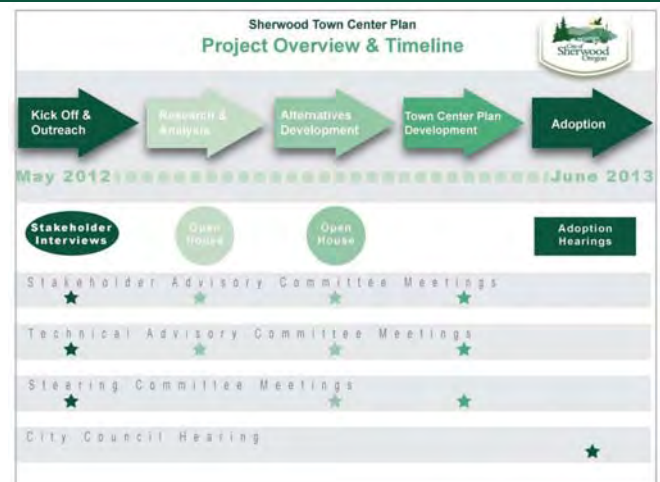 Sherwood Town Center Plan
Project Overview & Timeline
City of
Sherwood
Oregon
Kick Off &
Outreach
Research &
Analysis
Alternatives
Development
Town Center Plan
Development
Adoption
May 2012
June 2013
Stakeholder
Interviews
Open
House
Open
House
Adoption
Hearings
Stakeholder Advisory Committee Meetings
Technical Advisory Committee Meetings
Steering Committee Meetings
City Council Hearing